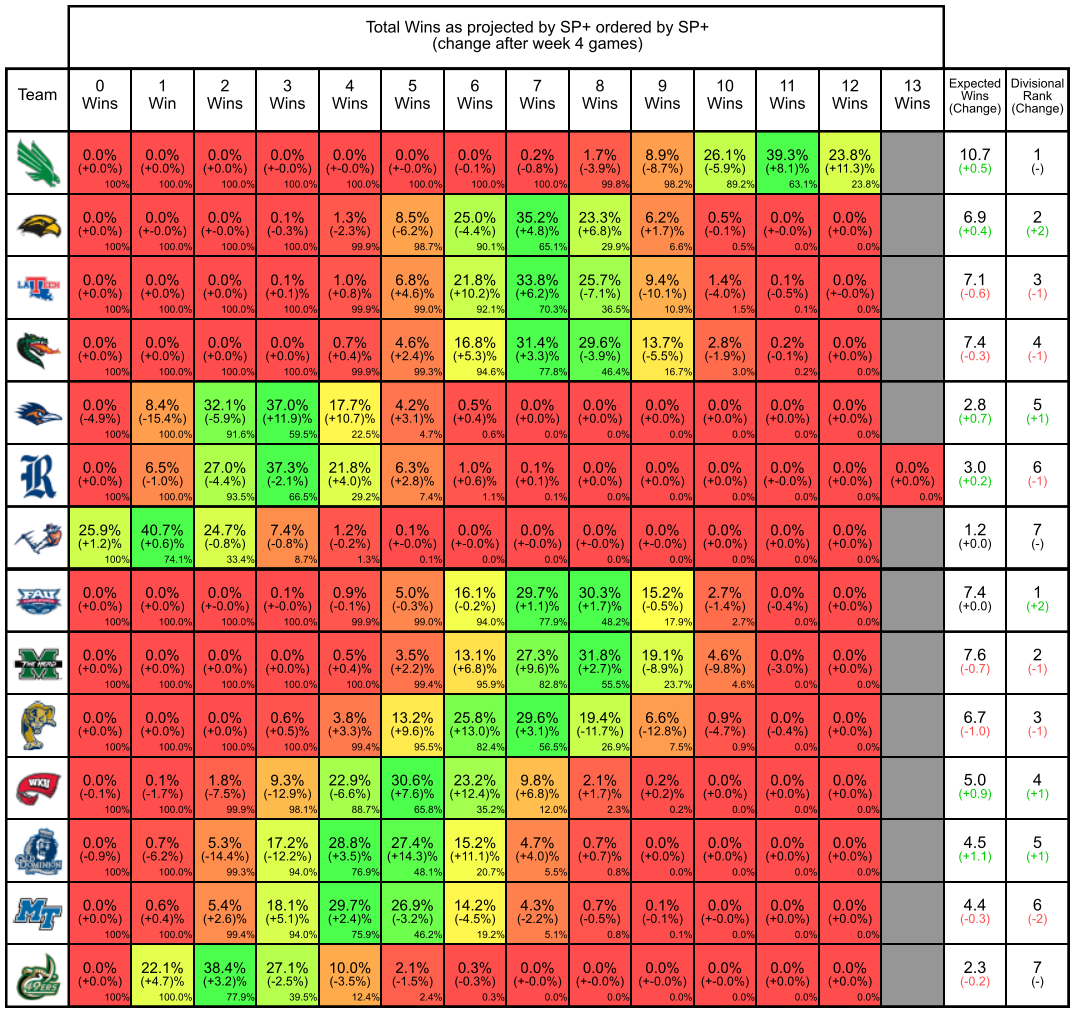 Total Wins as projected by SP+ ordered by SP+
(change after week 4 games)
Team 0 Wins 1 Win 2 Wins 3 Wins 4 Wins 5 Wins 6 Wins 7 Wins 8 Wins 9 Wins 10 Wins 11 Wins 12 Wins 13 Wins Expected Wins (Change) Divisional Rank (Change)
0.0% 0.0% 0.0% 0.0% 0.0% 0.0% 0.0% 0.2% 1.7% 8.9% 26.1% 39.3% 23.8% 10.7 1
(+0.0%) (+0.0%) (+0.0%) (+0.0%) (+-0.0%) (+-0.0%) (-0.1%) (-0.8%) (-3.9%) (-8.7%) (-5.9%) (+8.1)% (+11.3)% (+0.5) (-)
100% 100.0% 100.0% 100.0% 100.0% 100.0% 100.0% 100.0% 99.8% 98.2% 89.2% 63.1% 23.8%
0.0% 0.0% 0.0% 0.1% 1.3% 8.5% 25.0% 35.2% 23.3% 6.2% 0.5% 0.0% 0.0% 6.9 2
(+0.0%) (+-0.0%) (+-0.0%) (-0.3%) (-2.3%) (-6.2%) (-4.4%) (+4.8)% (+6.8)% (+1.7)% (-0.1%) (+-0.0%) (+0.0%) (+0.4) (+2)
100% 100.0% 100.0% 100.0% 99.9% 98.7% 90.1% 65.1% 29.9% 6.6% 0.5% 0.0% 0.0%
LA TECH 0.0% 0.0% 0.0% 0.1% 1.0% 6.8% 21.8% 33.8% 25.7% 9.4% 1.4% 0.1% 0.0% 7.1 3
(+0.0%) (+0.0%) (+0.0%) (+0.1)% (+0.8)% (+4.6)% (+10.2)% (+6.2)% (-7.1)% (-10.1%) (-4.0%) (-0.5%) (+-0.0%) (-0.6) (-1)
100% 100.0% 100.0% 100.0% 99.9% 99.0% 92.1% 70.3% 36.5% 10.9% 1.5% 0.1% 0.0%
0.0% 0.0% 0.0% 0.0% 0.7% 4.6% 16.8% 31.4% 29.6% 13.7% 2.8% 0.2% 0.0% 7.4 4
(+0.0%) (+0.0%) (+0.0%) (+0.0%) (+0.4)% (+2.4)% (+5.3)% (+3.3)% (-3.9)% (-5.5%) (-1.9%) (-0.1%) (+0.0%) (-0.3) (-1)
100% 100.0% 100.0% 100.0% 99.9% 99.3% 94.6% 77.8% 46.4% 16.7% 3.0% 0.2% 0.0%
0.0% 8.4% 32.1% 37.0% 17.7% 4.2% 0.5% 0.0% 0.0% 0.0% 0.0% 0.0% 0.0% 2.8 5
(-4.9%) (-15.4%) (-5.9%) (+11.9)% (+10.7)% (+3.1)% (+0.4)% (+0.0%) (+0.0%) (+0.0%) (+0.0%) (+0.0%) (+0.0%) (+0.7) (+1)
100% 100.0% 91.6% 59.5% 22.5% 4.7% 0.6% 0.0% 0.0% 0.0% 0.0% 0.0% 0.0%
R 0.0% 6.5% 27.0% 37.3% 21.8% 6.3% 1.0% 0.1% 0.0% 0.0% 0.0% 0.0% 0.0% 0.0% 3.0 6
(+0.0%) (-1.0%) (-4.4%) (-2.1%) (+4.0)% (+2.8)% (+0.6)% (+0.1)% (+0.0%) (+0.0%) (+0.0%) (+-0.0%) (+0.0%) (+0.0%) (+0.2) (-1)
100% 100.0% 93.5% 66.5% 29.2% 7.4% 1.1% 0.1% 0.0% 0.0% 0.0% 0.0% 0.0% 0.0%
25.9% 40.7% 24.7% 7.4% 1.2% 0.1% 0.0% 0.0% 0.0% 0.0% 0.0% 0.0% 0.0% 1.2 7
(+1.2)% (+0.6)% (-0.8%) (-0.8%) (-0.2%) (+-0.0%) (+-0.0%) (+-0.0%) (+-0.0%) (+-0.0%) (+0.0%) (+0.0%) (+0.0%) (+0.0) (-)
100% 74.1% 33.4% 8.7% 1.3% 0.1% 0.0% 0.0% 0.0% 0.0% 0.0% 0.0% 0.0%
FAU 0.0% 0.0% 0.0% 0.1% 0.9% 5.0% 16.1% 29.7% 30.3% 15.2% 2.7% 0.0% 0.0% 7.4 1
(+0.0%) (+0.0%) (+-0.0%) (+-0.0%) (-0.1%) (-0.3%) (-0.2%) (+1.1)% (+1.7)% (-0.5%) (-1.4%) (-0.4%) (+0.0%) (+0.0) (+2)
100% 100.0% 100.0% 100.0% 99.9% 99.0% 94.0% 77.9% 48.2% 17.9% 2.7% 0.0% 0.0%
THE HERD 0.0% 0.0% 0.0% 0.0% 0.5% 3.5% 13.1% 27.3% 31.8% 19.1% 4.6% 0.0% 0.0% 7.6 2
(+0.0%) (+0.0%) (+0.0%) (+0.0%) (+0.4)% (+2.2)% (+6.8)% (+9.6)% (+2.7)% (-8.9%) (-9.8%) (-3.0%) (+0.0%) (-0.7) (-1)
100% 100.0% 100.0% 100.0% 100.0% 99.4% 95.9% 82.8% 55.5% 23.7% 4.6% 0.0% 0.0%
0.0% 0.0% 0.0% 0.6% 3.8% 13.2% 25.8% 29.6% 19.4% 6.6% 0.9% 0.0% 0.0% 6.7 3
(+0.0%) (+0.0%) (+0.0%) (+0.5)% (+3.3)% (+9.6)% (+13.0)% (+3.1)% (-11.7)% (-12.8%) (-4.7%) (-0.4%) (+0.0%) (-1.0) (-1)
100% 100.0% 100.0% 100.0% 99.4% 95.5% 82.4% 56.5% 26.9% 7.5% 0.9% 0.0% 0.0%
WKU 0.0% 0.1% 1.8% 9.3% 22.9% 30.6% 23.2% 9.8% 2.1% 0.2% 0.0% 0.0% 0.0% 5.0 4
(-0.1%) (-1.7%) (-7.5%) (-12.9%) (-6.6%) (+7.6)% (+12.4)% (+6.8)% (+1.7)% (+0.2)% (+0.0%) (+0.0%) (+0.0%) (+0.9) (+1)
100% 100.0% 99.9% 98.1% 88.7% 65.8% 35.2% 12.0% 2.3% 0.2% 0.0% 0.0% 0.0%
DOMINION 0.0% 0.7% 5.3% 17.2% 28.8% 27.4% 15.2% 4.7% 0.7% 0.0% 0.0% 0.0% 0.0% 4.5 5
(-0.9%) (-6.2%) (-14.4%) (-12.2%) (+3.5)% (+14.3)% (+11.1)% (+4.0)% (+0.7)% (+0.0%) (+0.0%) (+0.0%) (+0.0%) (+1.1) (+1)
100% 100.0% 99.3% 94.0% 76.9% 48.1% 20.7% 5.5% 0.8% 0.0% 0.0% 0.0% 0.0%
MT 0.0% 0.6% 5.4% 18.1% 29.7% 26.9% 14.2% 4.3% 0.7% 0.1% 0.0% 0.0% 0.0% 4.4 6
(+0.0%) (+0.4)% (+2.6)% (+5.1)% (+2.4)% (-3.2%) (-4.5%) (-2.2%) (-0.5%) (-0.1%) (+-0.0%) (+0.0%) (+0.0%) (-0.3) (-2)
100% 100.0% 99.4% 94.0% 75.9% 46.2% 19.2% 5.1% 0.8% 0.1% 0.0% 0.0% 0.0%
49ERS 0.0% 22.1% 38.4% 27.1% 10.0% 2.1% 0.3% 0.0% 0.0% 0.0% 0.0% 0.0% 0.0% 2.3 7
(+0.0%) (+4.7)% (+3.2)% (-2.5%) (-3.5%) (-1.5%) (-0.3%) (+-0.0%) (+-0.0%) (+-0.0%) (+-0.0%) (+0.0%) (+0.0%) (-0.2) (-)
100% 100.0% 77.9% 39.5% 12.4% 2.4% 0.3% 0.0% 0.0% 0.0% 0.0% 0.0% 0.0%